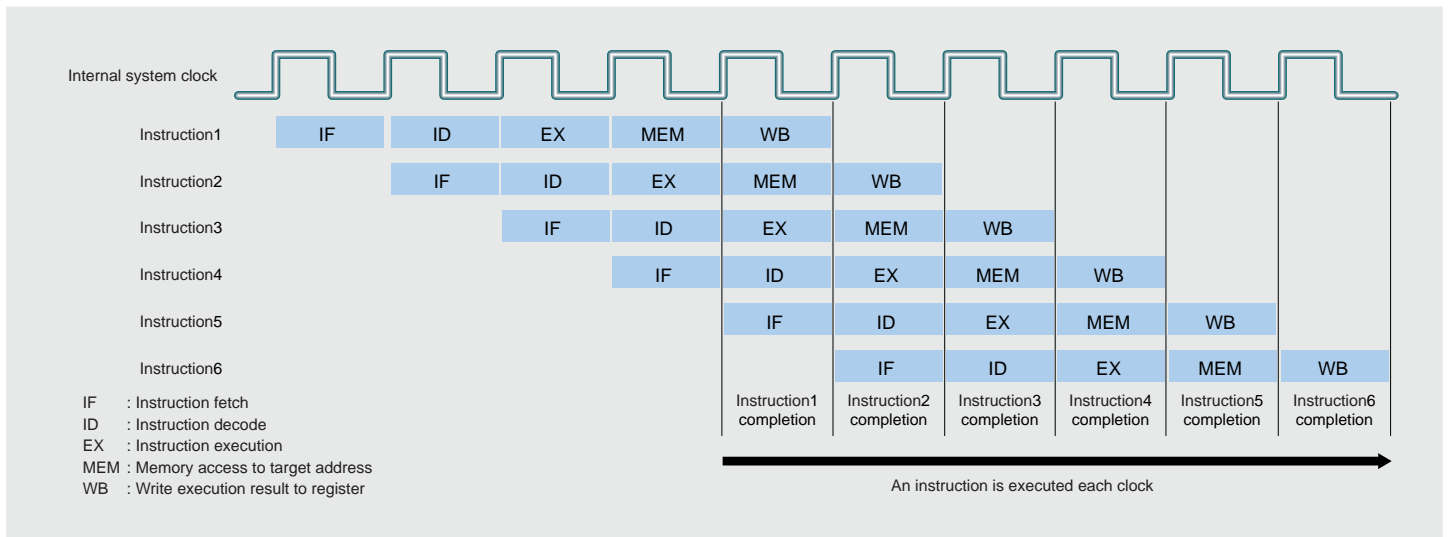 Internal system clock
Instruction1 IF ID EX MEM WB
Instruction2 IF ID EX MEM WB
Instruction3 IF ID EX MEM WB
Instruction4 IF ID EX MEM WB
Instruction5 IF ID EX MEM WB
Instruction6 IF ID EX MEM WB
Instruction1 completion
Instruction2 completion
Instruction3 completion
Instruction4 completion
Instruction5 completion
Instruction6 completion
An instruction is executed each clock
IF : Instruction fetch
ID : Instruction decode
EX : Instruction execution
MEM : Memory access to target address
WB : Write execution result to register